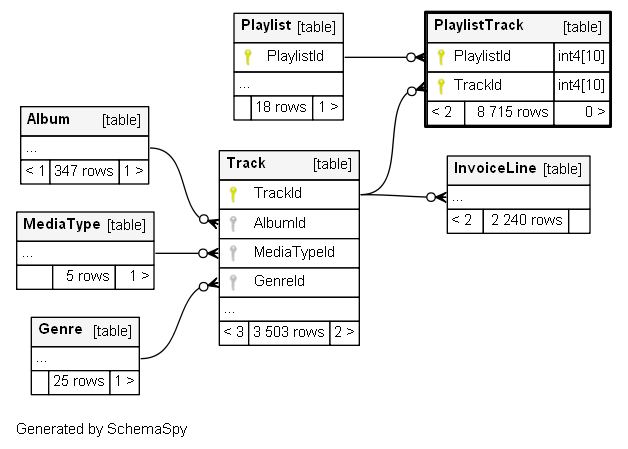 Playlist [table]
PlaylistId
...
18 rows 1 >
PlaylistTrack [table]
PlaylistId int4[10]
TrackId int4[10]
< 2 8 715 rows 0 >
Album [table]
...
< 1 347 rows 1 >
Track [table]
TrackId
AlbumId
MediaTypeId
GenreId
...
< 3 3 503 rows 2 >
InvoiceLine [table]
...
< 2 2 240 rows
MediaType [table]
...
5 rows 1 >
Genre [table]
...
25 rows 1 >
Generated by SchemaSpy